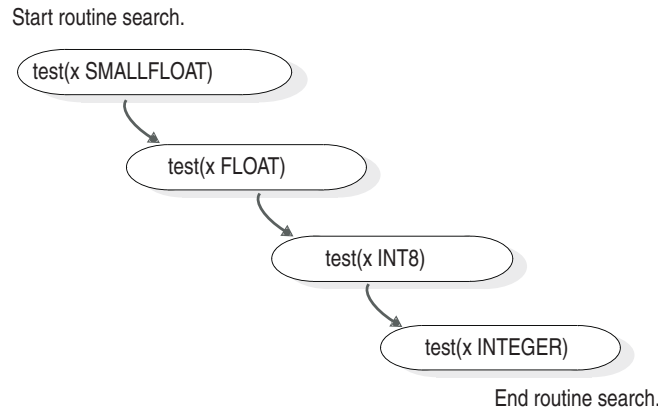 Start routine search.
test(x SMALLFLOAT)
test(x FLOAT)
test(x INT8)
test(x INTEGER)
End routine search.